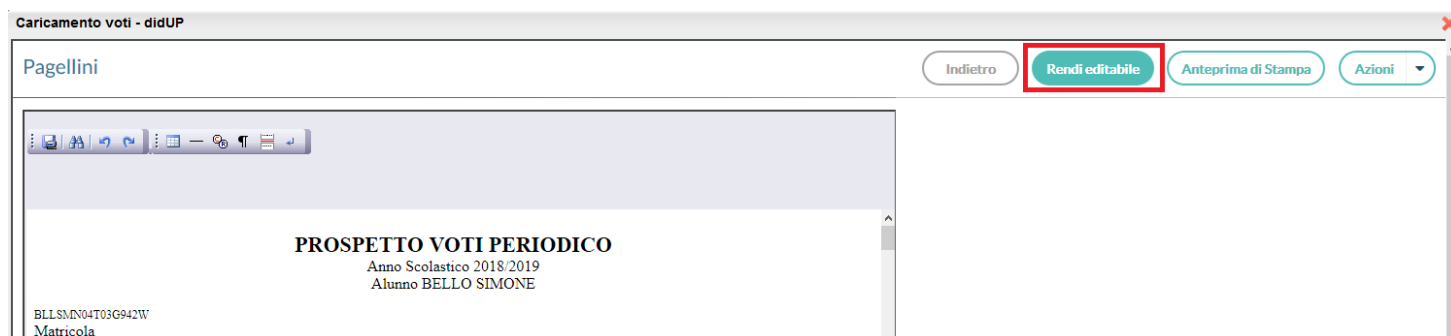 Caricamento voti - didUP
Pagellini
Indietro
Rendi editabile
Anteprima di Stampa
Azioni
PROSPETTO VOTI PERIODICO
Anno Scolastico 2018/2019
Alunno BELLO SIMONE
BLLSMN04T03G942W
Matricola